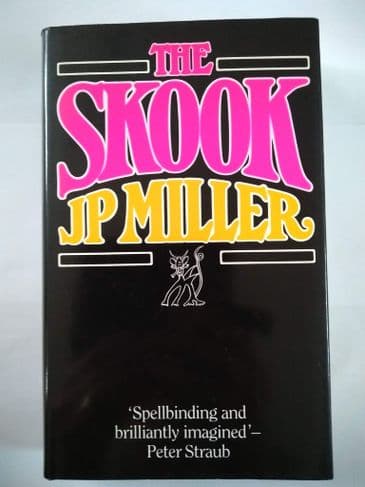 THE
SKOOK
JP MILLER
‘Spellbinding and
brilliantly imagined’–
Peter Straub